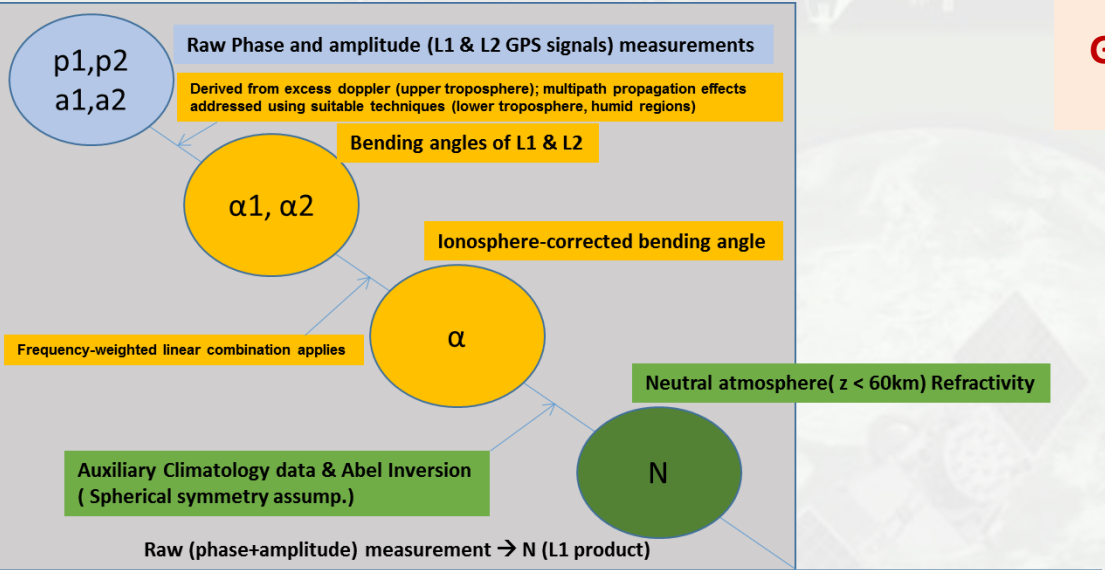 p1,p2
a1,a2
Raw Phase and amplitude (L1 & L2 GPS signals) measurements
G
Derived from excess doppler (upper troposphere); multipath propagation effects
addressed using suitable techniques (lower troposphere, humid regions)
Bending angles of L1 & L2
α1, α2
Ionosphere-corrected bending angle
Frequency-weighted linear combination applies
α
Neutral atmosphere( z < 60km) Refractivity
Auxiliary Climatology data & Abel Inversion
( Spherical symmetry assump.)
N
Raw (phase+amplitude) measurement → N (L1 product)